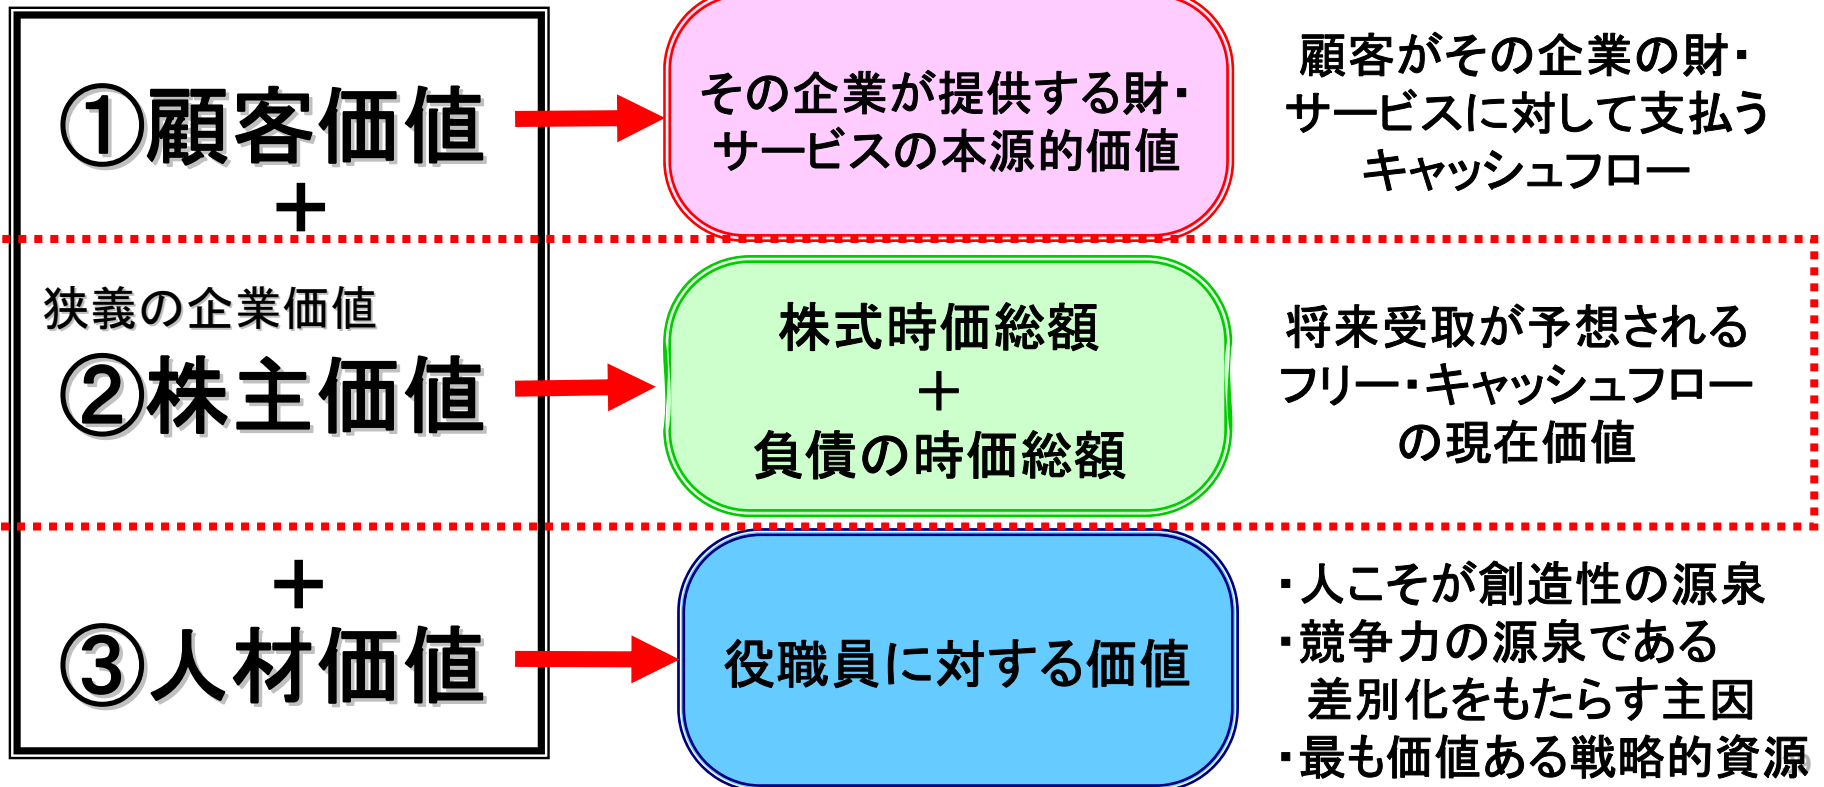 ①顧客価値
その企業が提供する財・
サービスの本源的価値
顧客がその企業の財・
サービスに対して支払う
キャッシュフロー
＋
狭義の企業価値
②株主価値
株式時価総額
＋
負債の時価総額
将来受取が予想される
フリー・キャッシュフロー
の現在価値
＋
③人材価値
役職員に対する価値
・人こそが創造性の源泉
・競争力の源泉である
差別化をもたらす主因
・最も価値ある戦略的資源